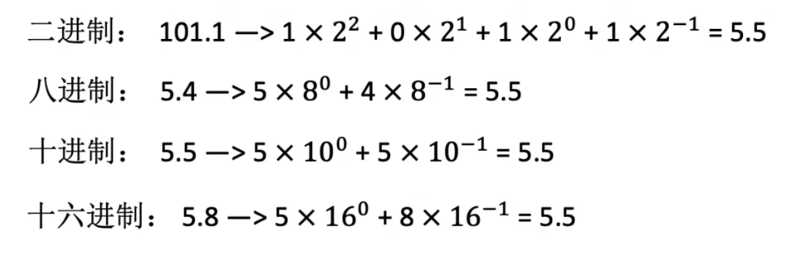 二进制： 101.1 —> 1 × 2² + 0 × 2¹ + 1 × 2⁰ + 1 × 2⁻¹ = 5.5
八进制： 5.4 —> 5 × 8⁰ + 4 × 8⁻¹ = 5.5
十进制： 5.5 —> 5 × 10⁰ + 5 × 10⁻¹ = 5.5
十六进制： 5.8 —> 5 × 16⁰ + 8 × 16⁻¹ = 5.5